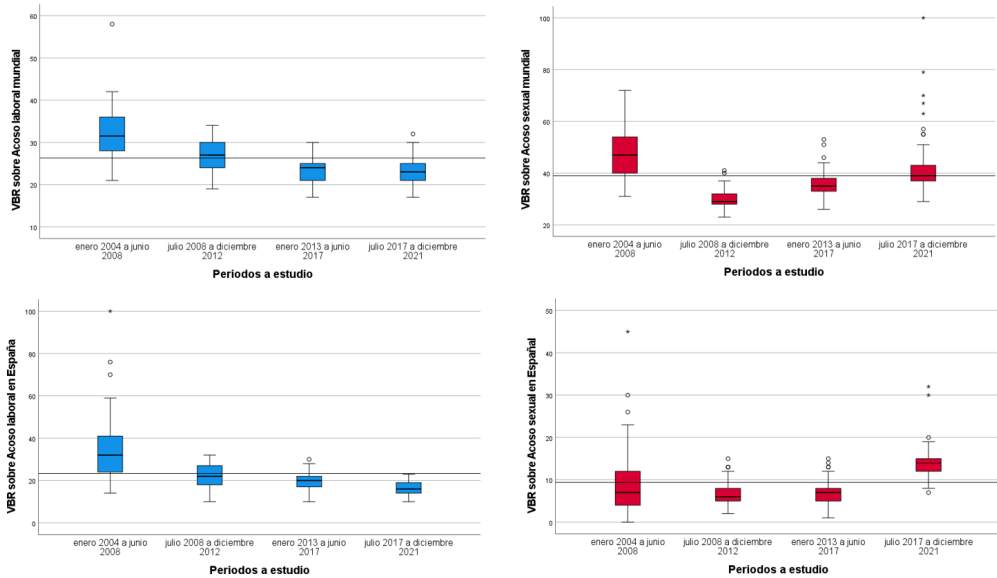 VBR sobre Acoso laboral mundial
60
50
40
30
20
10
enero 2004 a junio
2008
julio 2008 a diciembre
2012
enero 2013 a junio
2017
julio 2017 a diciembre
2021
Periodos a estudio
VBR sobre Acoso sexual mundial
100
80
60
40
20
enero 2004 a junio
2008
julio 2008 a diciembre
2012
enero 2013 a junio
2017
julio 2017 a diciembre
2021
Periodos a estudio
VBR sobre Acoso laboral en España
100
80
60
40
20
0
enero 2004 a junio
2008
julio 2008 a diciembre
2012
enero 2013 a junio
2017
julio 2017 a diciembre
2021
Periodos a estudio
VBR sobre Acoso sexual en Españal
50
40
30
20
10
0
enero 2004 a junio
2008
julio 2008 a diciembre
2012
enero 2013 a junio
2017
julio 2017 a diciembre
2021
Periodos a estudio